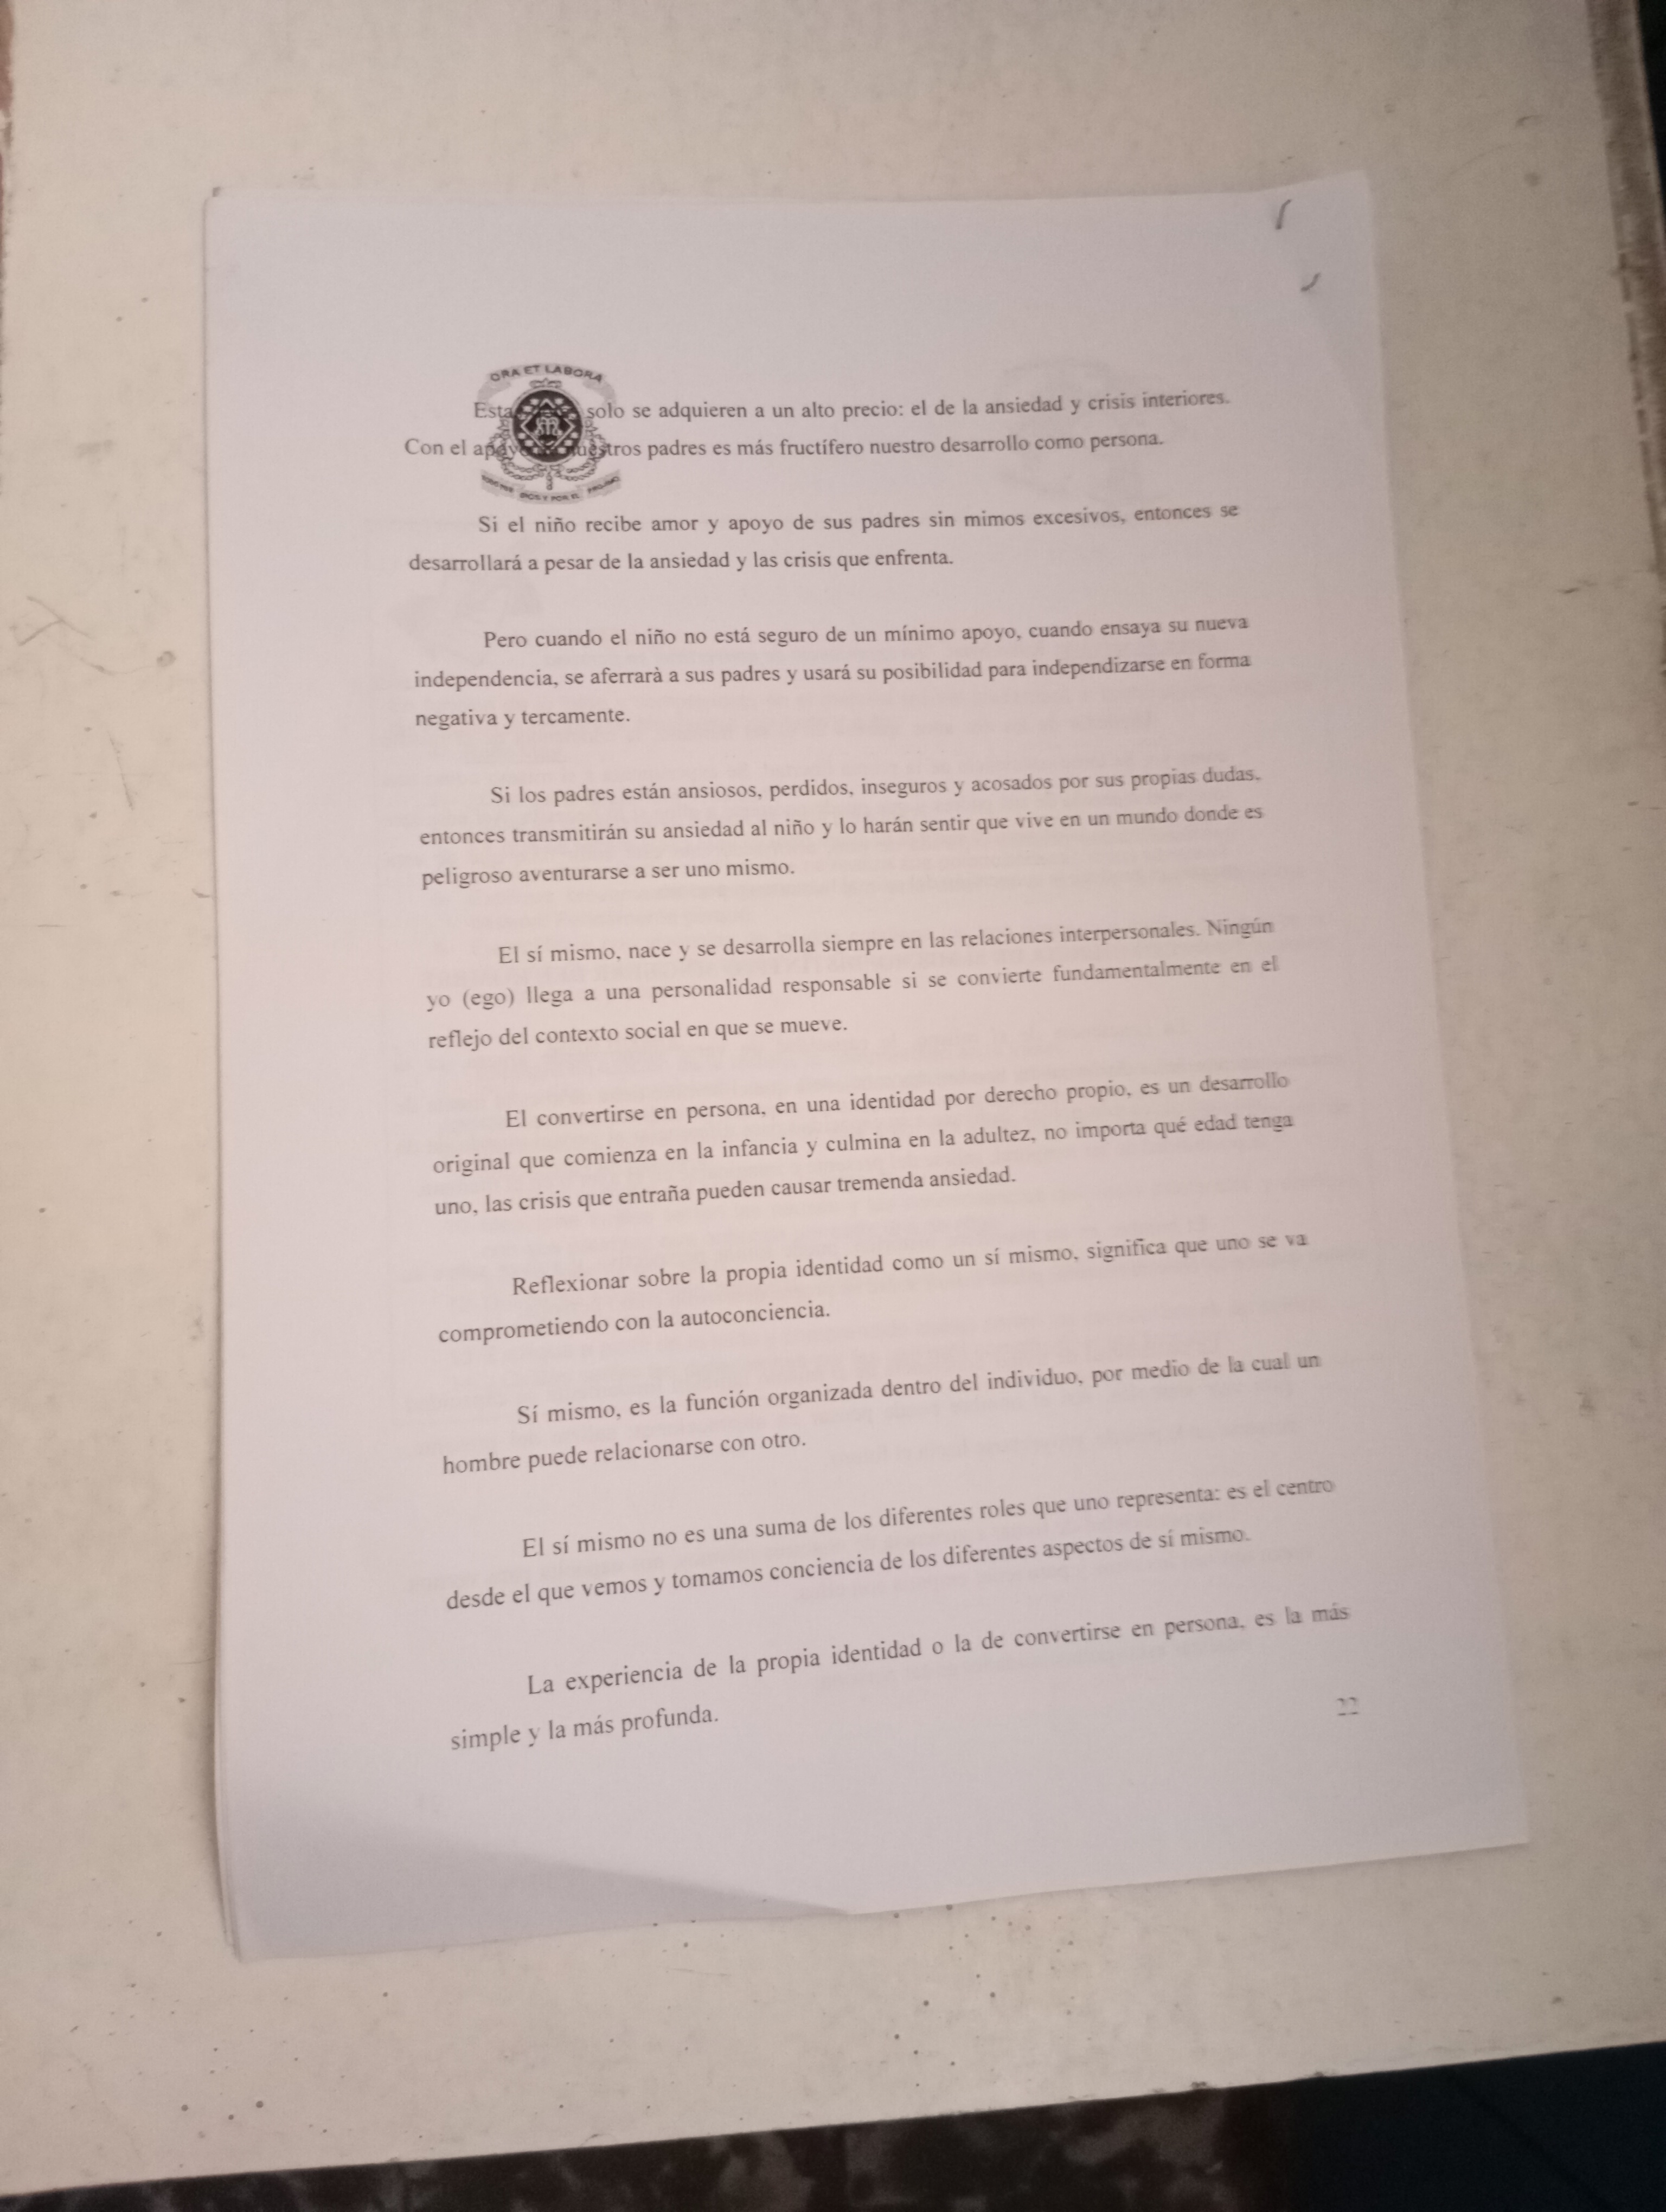 ORA ET LABORA
Esta solo se adquieren a un alto precio: el de la ansiedad y crisis interiores.
Con el nuestros padres es más fructífero nuestro desarrollo como persona.
DIOS Y POR EL
Si el niño recibe amor y apoyo de sus padres sin mimos excesivos, entonces se
desarrollará a pesar de la ansiedad y las crisis que enfrenta.
Pero cuando el niño no está seguro de un mínimo apoyo, cuando ensaya su nueva
independencia, se aferrarà a sus padres y usará su posibilidad para independizarse en forma
negativa y tercamente.
Si los padres están ansiosos, perdidos, inseguros y acosados por sus propias dudas,
entonces transmitirán su ansiedad al niño y lo harán sentir que vive en un mundo donde es
peligroso aventurarse a ser uno mismo.
El sí mismo, nace y se desarrolla siempre en las relaciones interpersonales. Ningún
yo (ego) llega a una personalidad responsable si se convierte fundamentalmente en el
reflejo del contexto social en que se mueve.
El convertirse en persona, en una identidad por derecho propio, es un desarrollo
original que comienza en la infancia y culmina en la adultez, no importa qué edad tenga
uno, las crisis que entraña pueden causar tremenda ansiedad.
Reflexionar sobre la propia identidad como un sí mismo, significa que uno se va
comprometiendo con la autoconciencia.
Sí mismo, es la función organizada dentro del individuo, por medio de la cual un
hombre puede relacionarse con otro.
El sí mismo no es una suma de los diferentes roles que uno representa: es el centro
desde el que vemos y tomamos conciencia de los diferentes aspectos de sí mismo.
La experiencia de la propia identidad o la de convertirse en persona, es la más
simple y la más profunda.
22